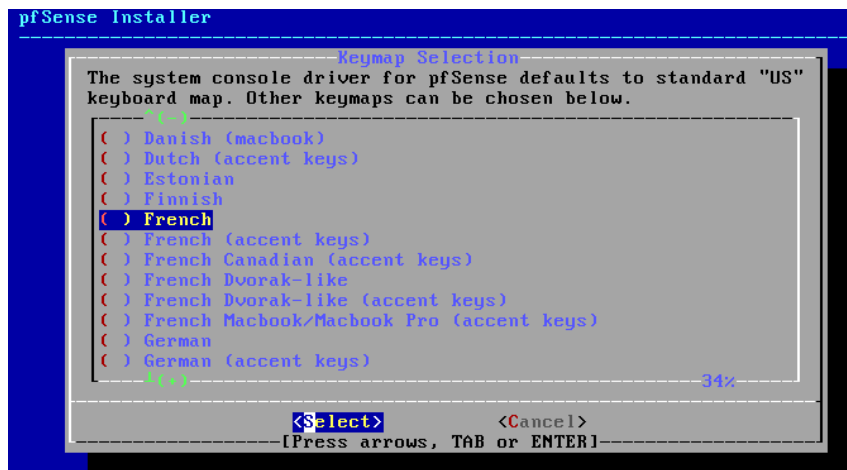 pfSense Installer
Keymap Selection
The system console driver for pfSense defaults to standard "US"
keyboard map. Other keymaps can be chosen below.
^(-)
( ) Danish (macbook)
( ) Dutch (accent keys)
( ) Estonian
( ) Finnish
( ) French
( ) French (accent keys)
( ) French Canadian (accent keys)
( ) French Dvorak-like
( ) French Dvorak-like (accent keys)
( ) French Macbook/Macbook Pro (accent keys)
( ) German
( ) German (accent keys)
┴(+) 34%
<Select> <Cancel>
[Press arrows, TAB or ENTER]